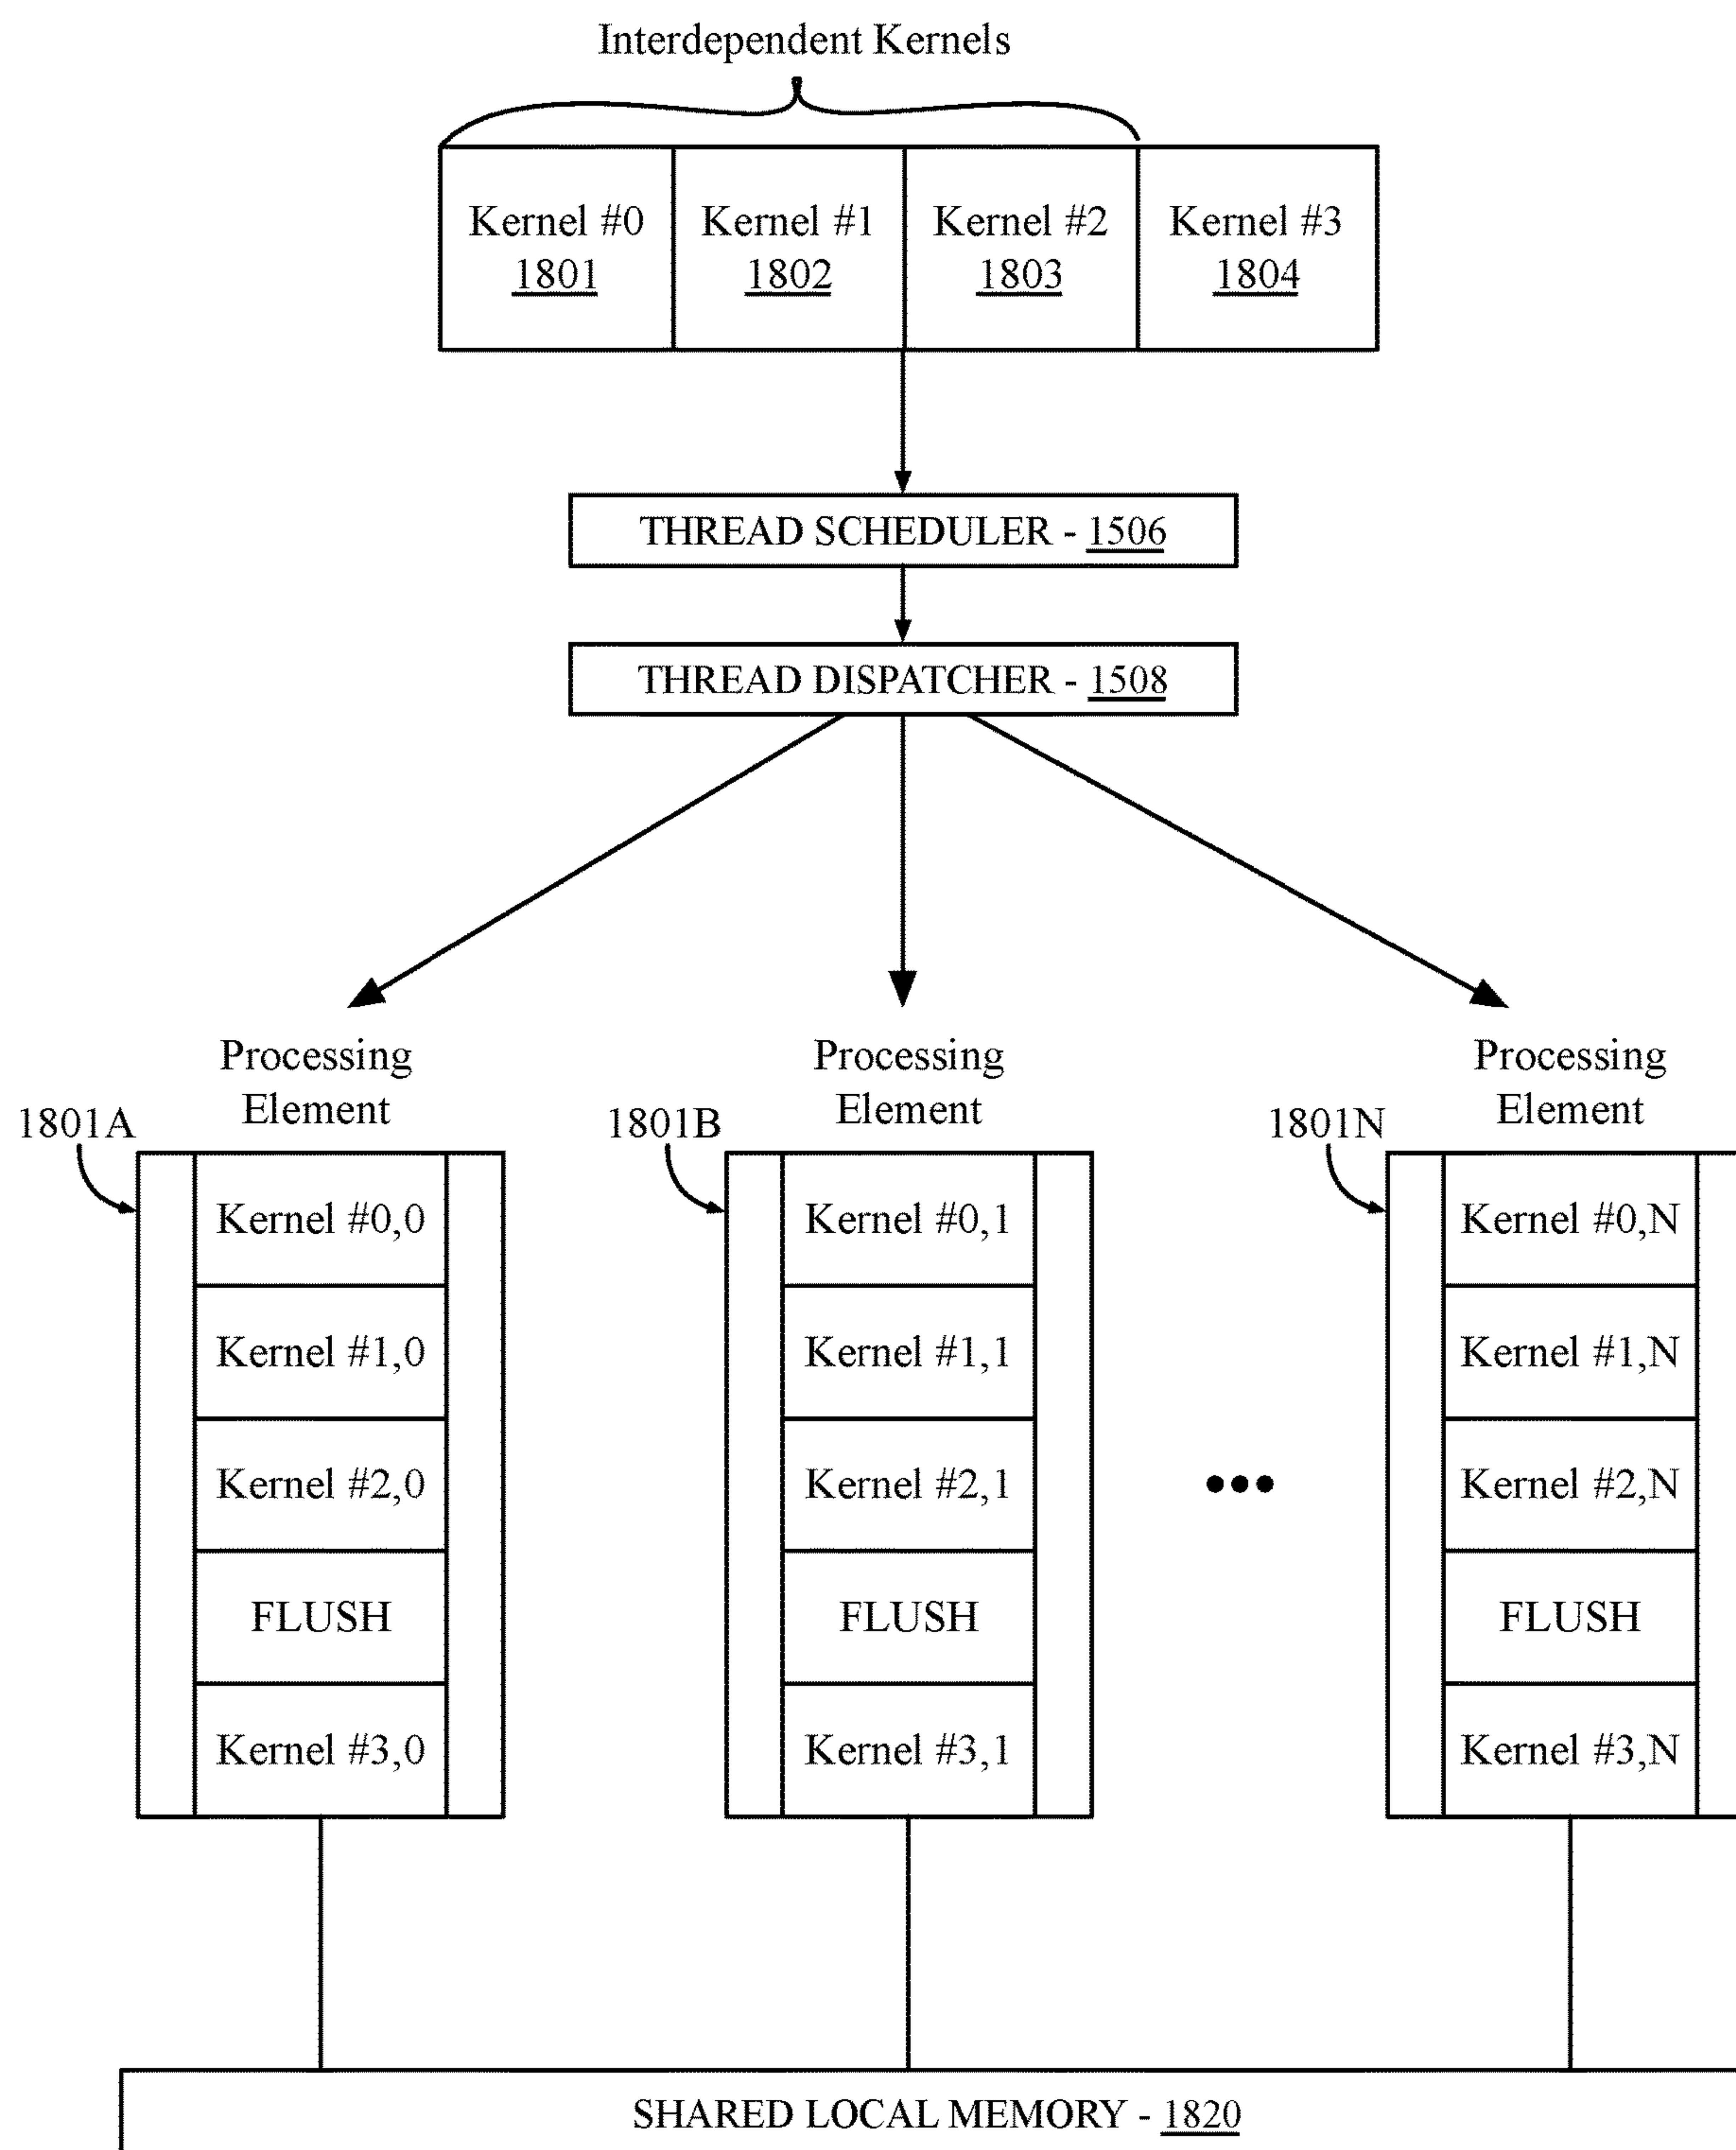 Interdependent Kernels
Kernel #0 Kernel #1 Kernel #2 Kernel #3
1801 1802 1803 1804
THREAD SCHEDULER - 1506
THREAD DISPATCHER - 1508
Processing Processing Processing
Element Element Element
1801A 1801B 1801N
Kernel #0,0 Kernel #0,1 Kernel #0,N
Kernel #1,0 Kernel #1,1 Kernel #1,N
Kernel #2,0 Kernel #2,1 ••• Kernel #2,N
FLUSH FLUSH FLUSH
Kernel #3,0 Kernel #3,1 Kernel #3,N
SHARED LOCAL MEMORY - 1820